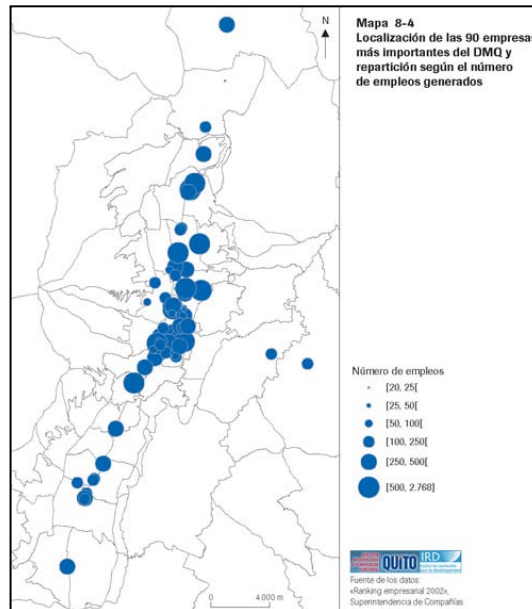 Mapa 8-4
Localización de las 90 empresas
más importantes del DMQ y
repartición según el número
de empleos generados
N
Número de empleos
[20, 25[
[25, 50[
[50, 100[
[100, 250[
[250, 500[
[500, 2.768]
QUITO
IRD
Fuente de los datos:
«Ranking empresarial 2002»,
Superintendencia de Compañías
0 4 000 m